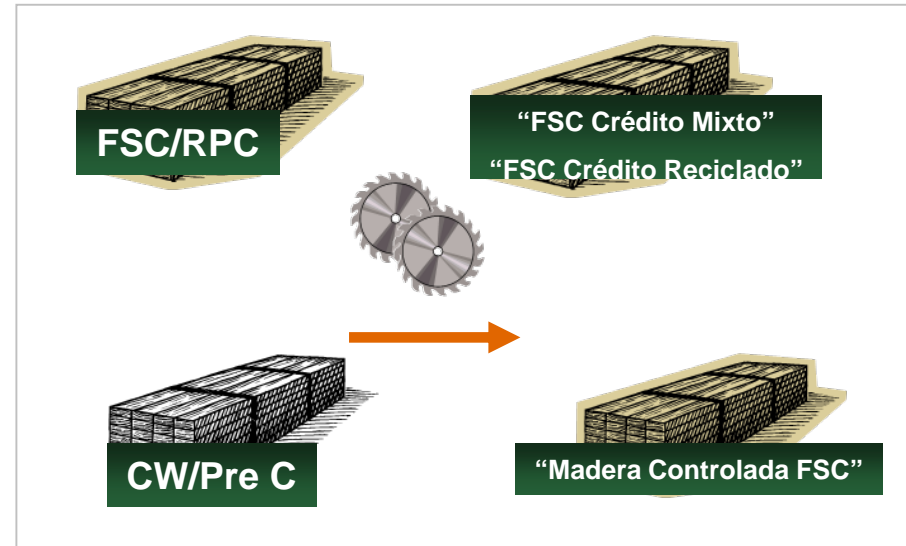 FSC/RPC
“FSC Crédito Mixto”
“FSC Crédito Reciclado”
CW/Pre C
“Madera Controlada FSC”